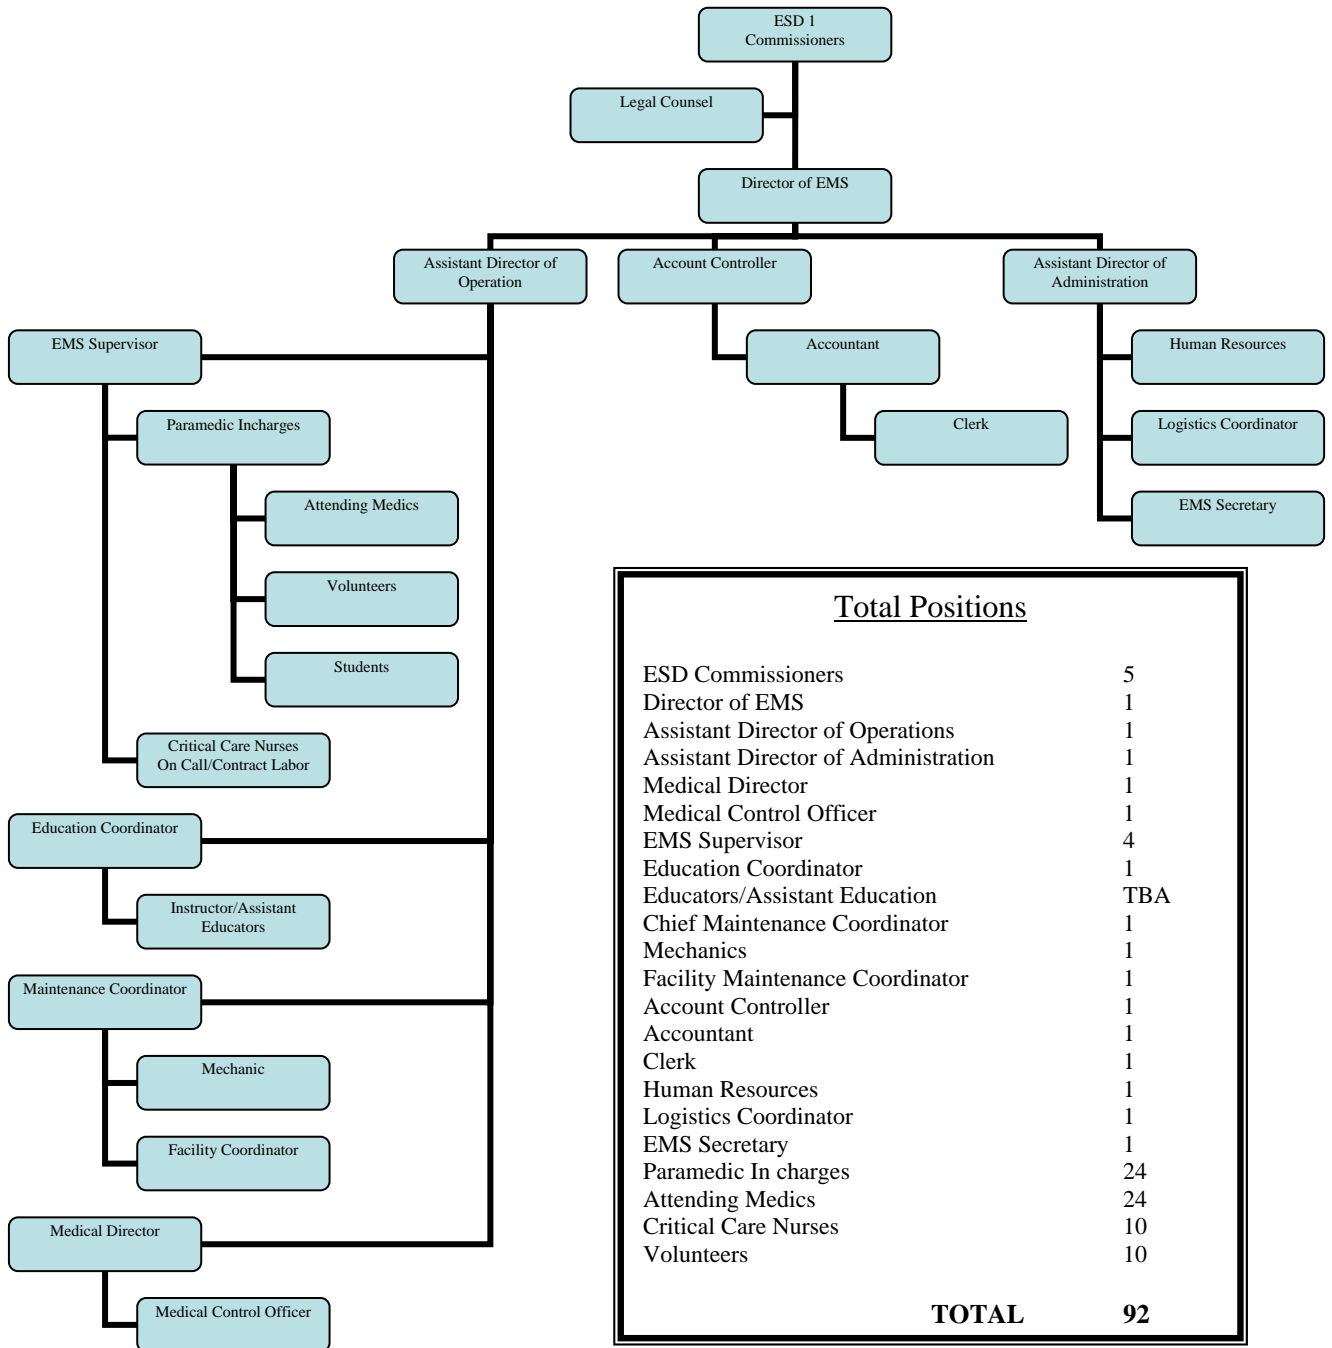 ESD 1
Commissioners
Legal Counsel
Director of EMS
Assistant Director of
Operation
Account Controller
Assistant Director of
Administration
EMS Supervisor
Accountant
Human Resources
Paramedic Incharges
Clerk
Logistics Coordinator
Attending Medics
EMS Secretary
Volunteers
Students
Critical Care Nurses
On Call/Contract Labor
Education Coordinator
Instructor/Assistant
Educators
Maintenance Coordinator
Mechanic
Facility Coordinator
Medical Director
Medical Control Officer
Total Positions
ESD Commissioners 5
Director of EMS 1
Assistant Director of Operations 1
Assistant Director of Administration 1
Medical Director 1
Medical Control Officer 1
EMS Supervisor 4
Education Coordinator 1
Educators/Assistant Education TBA
Chief Maintenance Coordinator 1
Mechanics 1
Facility Maintenance Coordinator 1
Account Controller 1
Accountant 1
Clerk 1
Human Resources 1
Logistics Coordinator 1
EMS Secretary 1
Paramedic In charges 24
Attending Medics 24
Critical Care Nurses 10
Volunteers 10
TOTAL 92